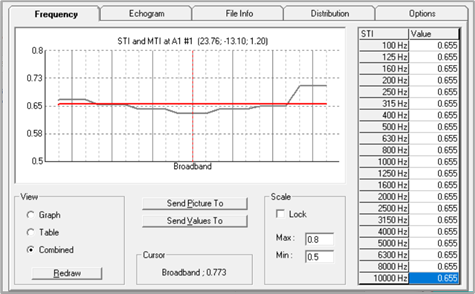 Frequency Echogram File Info Distribution Options
STI and MTI at A1 #1 (23.76; -13.10; 1.20)
0.8
0.73
0.65
0.58
0.5
Broadband
View
Graph
Table
Combined
Redraw
Send Picture To
Send Values To
Cursor
Broadband ; 0.773
Scale
Lock
Max : 0.8
Min : 0.5
STI Value
100 Hz 0.655
125 Hz 0.655
160 Hz 0.655
200 Hz 0.655
250 Hz 0.655
315 Hz 0.655
400 Hz 0.655
500 Hz 0.655
630 Hz 0.655
800 Hz 0.655
1000 Hz 0.655
1250 Hz 0.655
1600 Hz 0.655
2000 Hz 0.655
2500 Hz 0.655
3150 Hz 0.655
4000 Hz 0.655
5000 Hz 0.655
6300 Hz 0.655
8000 Hz 0.655
10000 Hz 0.655